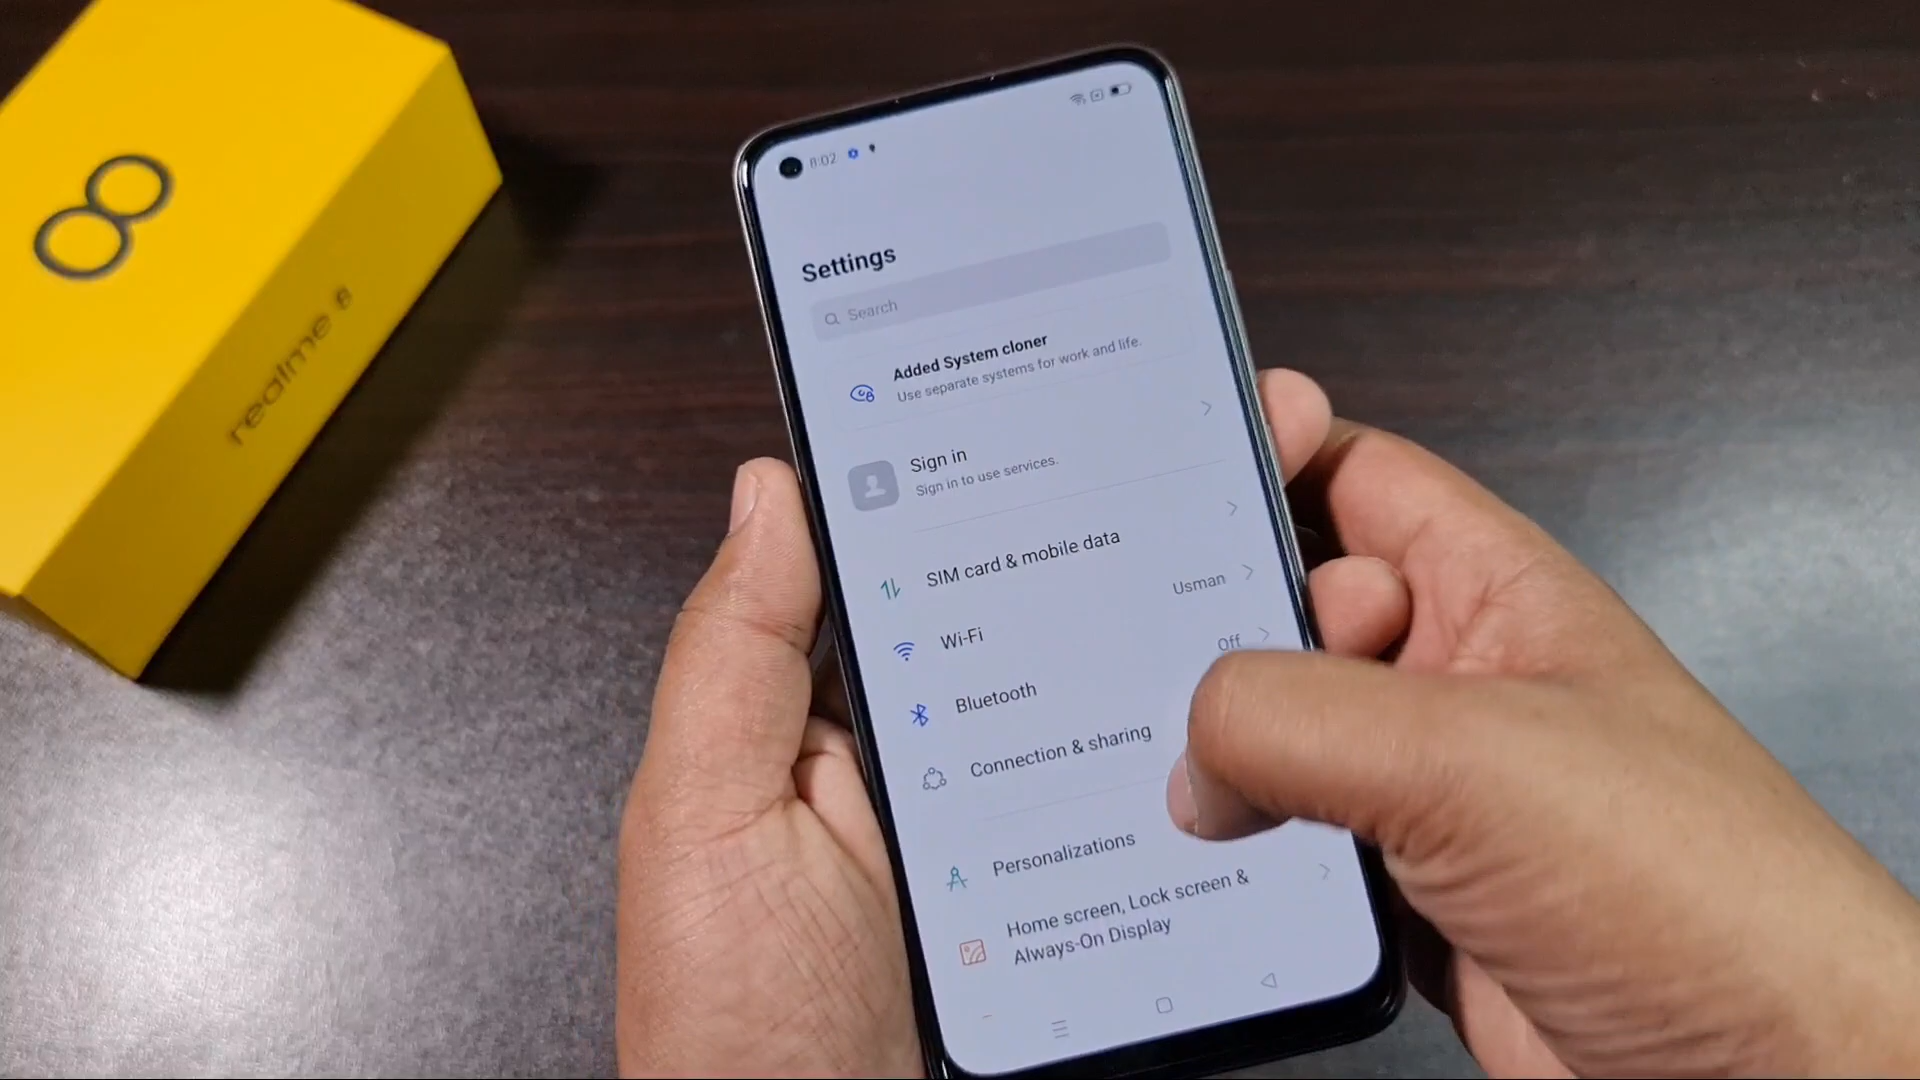 8
realme 8
8:02
Settings
Search
Added System cloner
Use separate systems for work and life.
Sign in
Sign in to use services.
SIM card & mobile data
Wi-Fi Usman
Bluetooth Off
Connection & sharing
Personalizations
Home screen, Lock screen &
Always-On Display